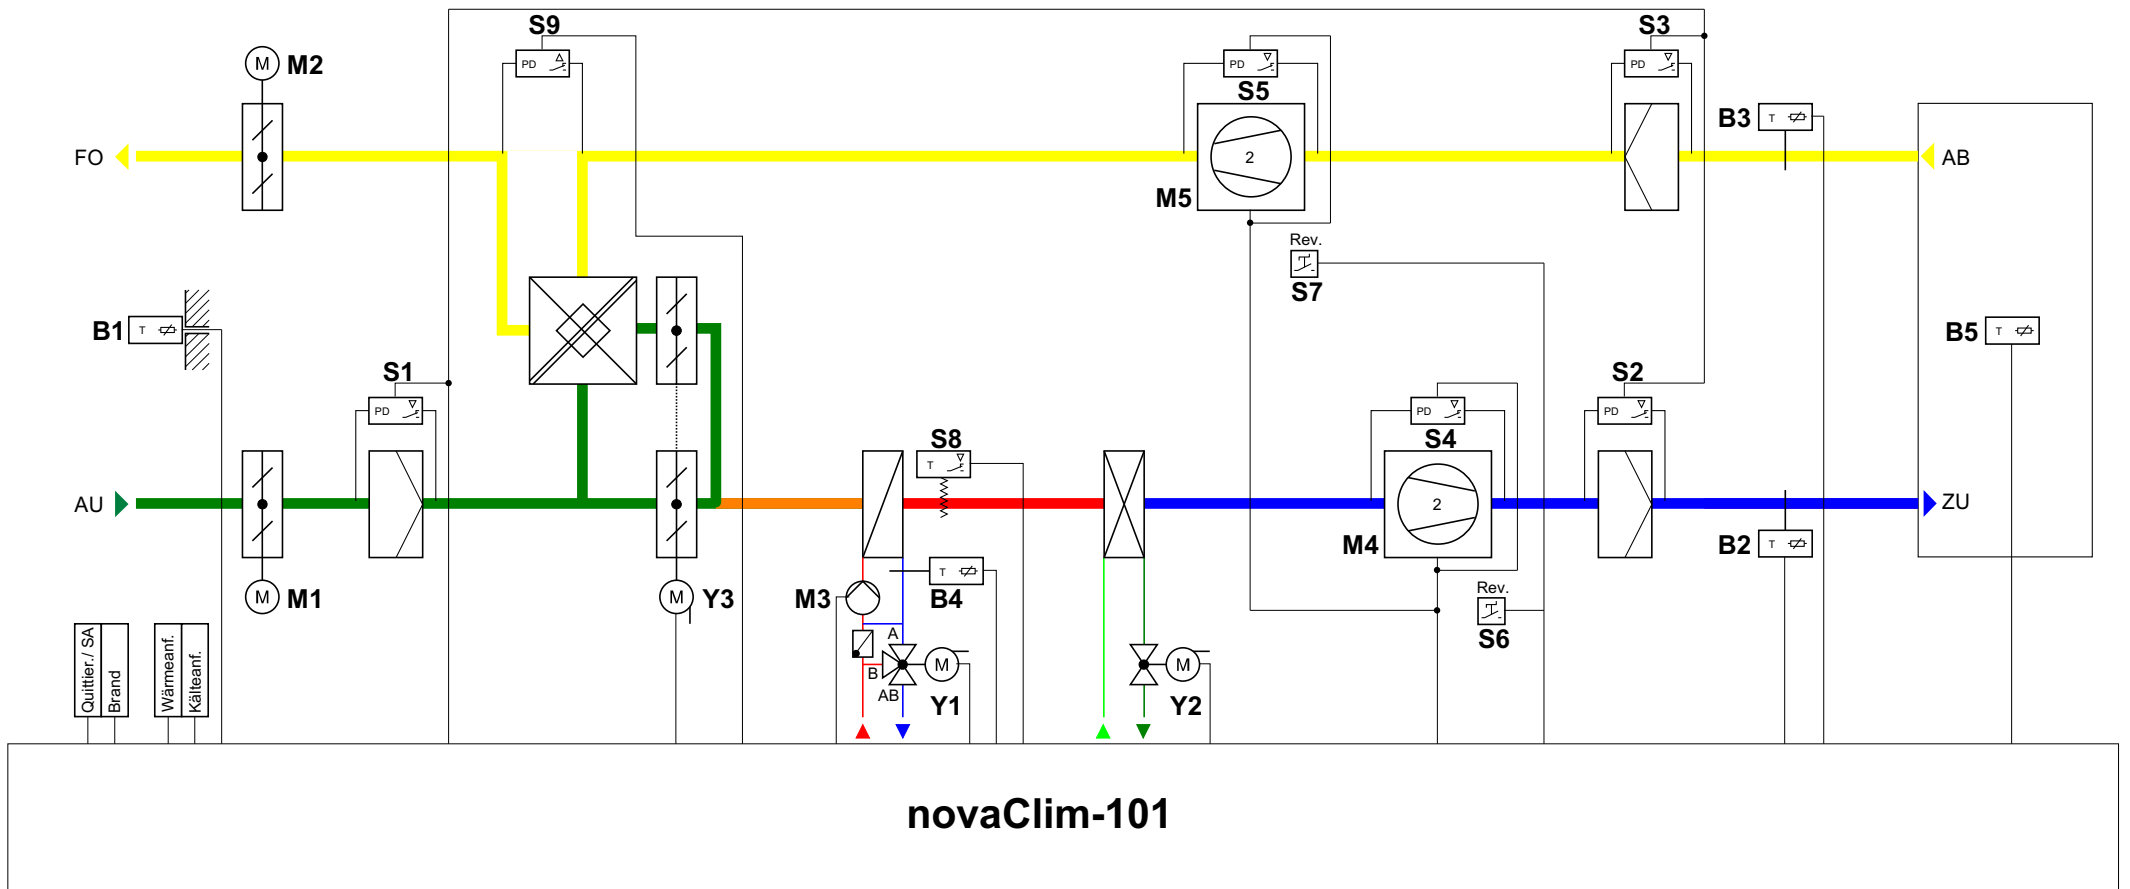 S9
S3
M
M2
PD
PD
PD
S5
B3
T
FO
2
AB
M5
Rev.
S7
B1
T
B5
T
S1
S2
PD
PD
PD
S8
S4
T
AU
2
ZU
M4
B2
T
M
M1
M
Y3
M3
T
B4
Rev.
S6
A
B
M
AB
Y1
M
Y2
Quittier./ SA
Brand
Wärmeanf.
Kälteanf.
novaClim-101